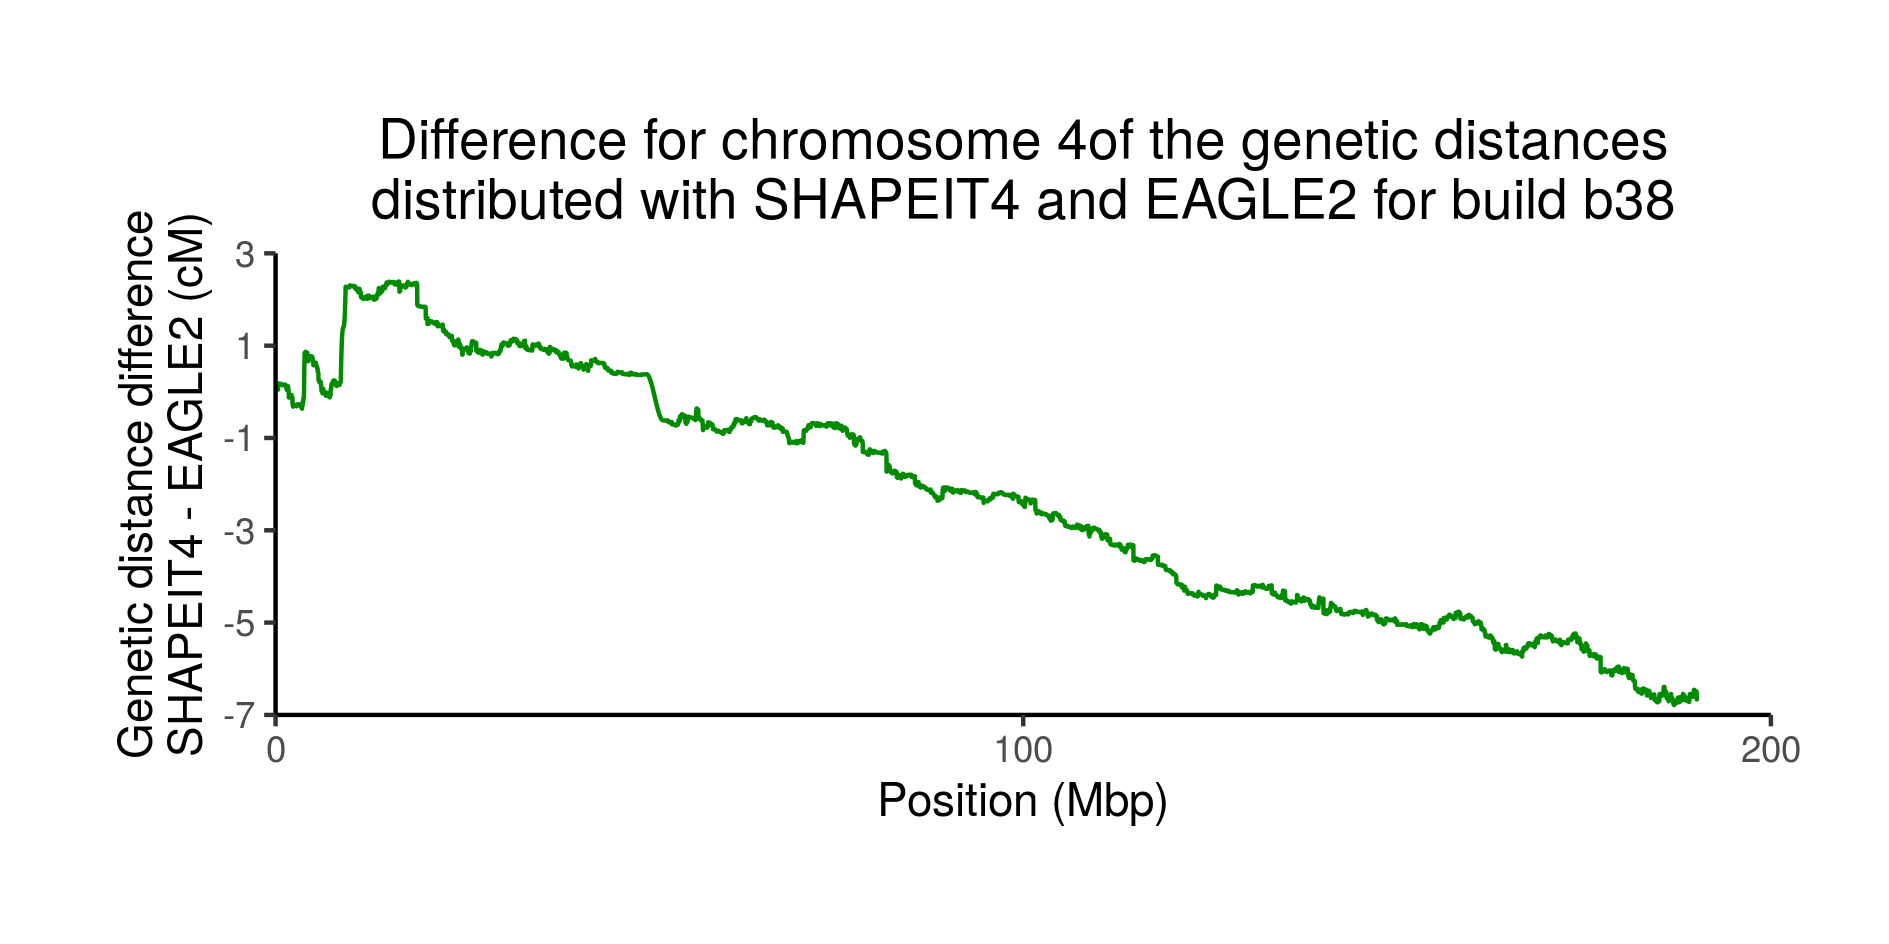 Difference for chromosome 4of the genetic distances
distributed with SHAPEIT4 and EAGLE2 for build b38
Genetic distance difference
SHAPEIT4 - EAGLE2 (cM)
3
1
-1
-3
-5
-7
0
100
200
Position (Mbp)